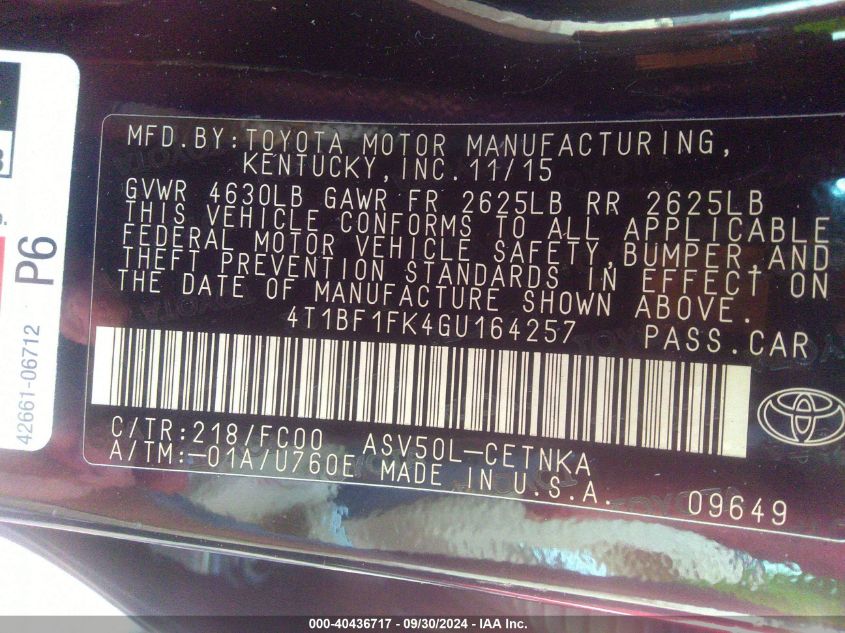 MFD.BY:TOYOTA MOTOR MANUFACTURING,
KENTUCKY,INC.11/15
GVWR 4630LB GAWR FR 2625LB RR 2625LB
THIS VEHICLE CONFORMS TO ALL APPLICABLE
FEDERAL MOTOR VEHICLE SAFETY,BUMPER,AND
THEFT PREVENTION STANDARDS IN EFFECT ON
THE DATE OF MANUFACTURE SHOWN ABOVE.
4T1BF1FK4GU164257 PASS.CAR
C/TR:218/FC00 ASV50L-CETNKA
A/TM:-01A/U760E MADE IN U.S.A.
09649
P6
42661-06712
000-40436717 - 09/30/2024 - IAA Inc.